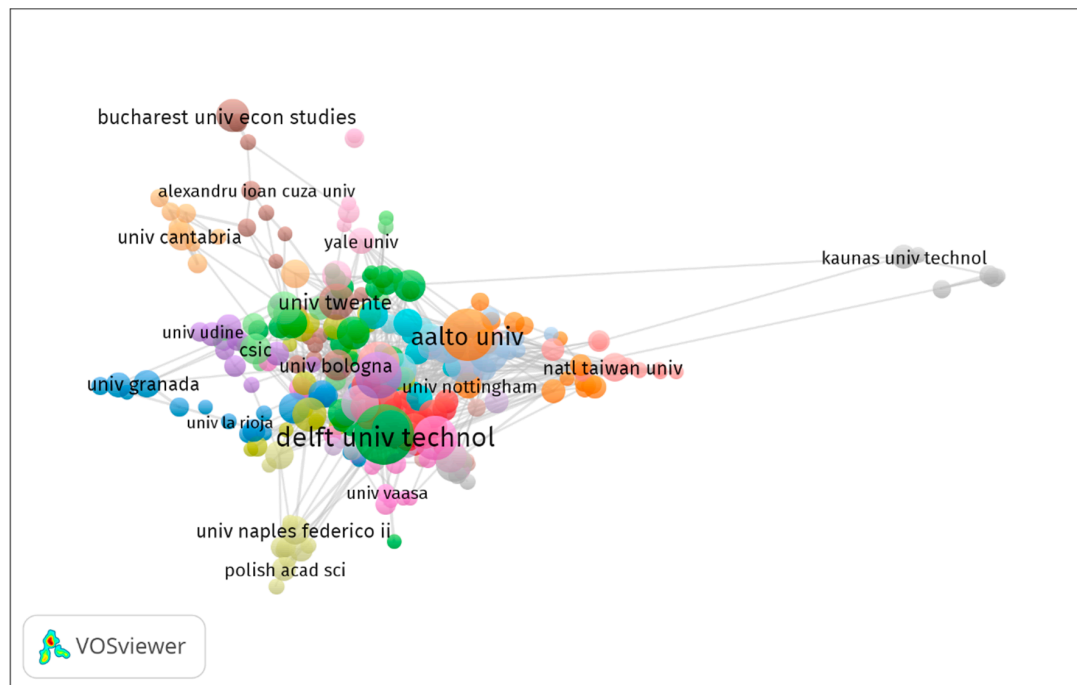 bucharest univ econ studies
alexandru ioan cuza univ
univ cantabria
yale univ
kaunas univ technol
univ twente
univ udine
aalto univ
csic
univ bologna
natl taiwan univ
univ granada
univ nottingham
univ la rioja
delft univ technol
univ vaasa
univ naples federico ii
polish acad sci
VOSviewer